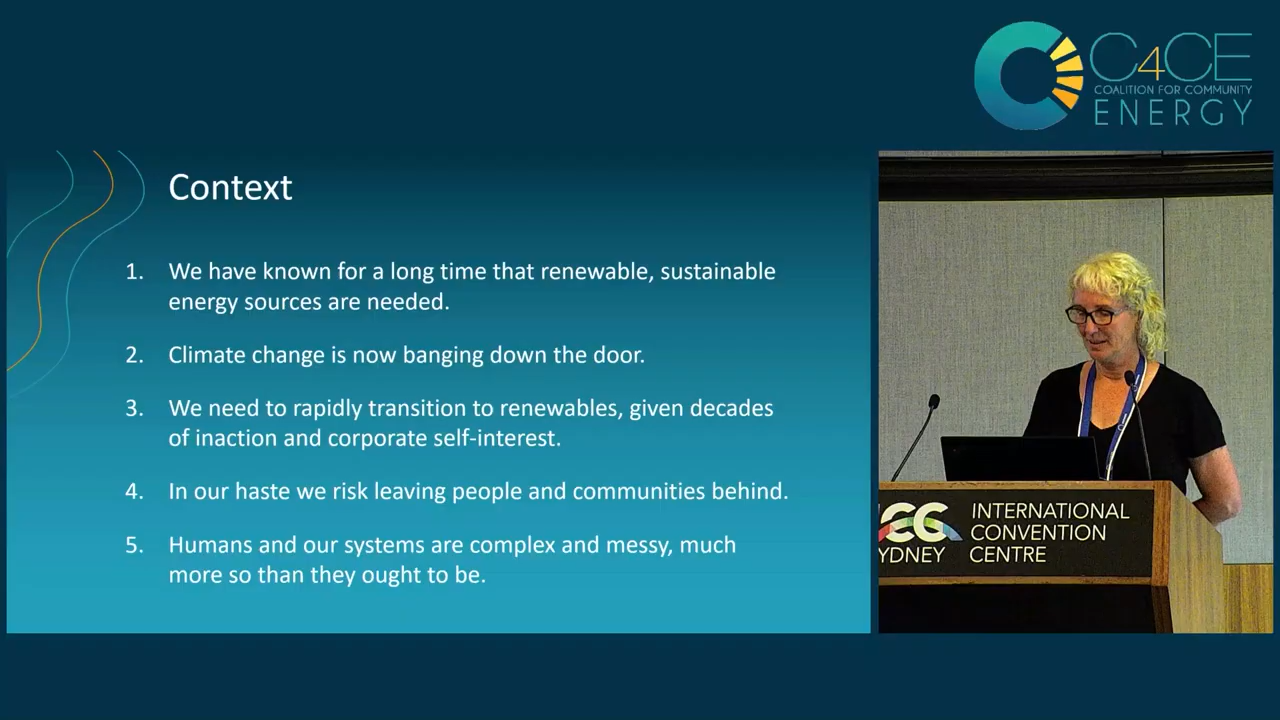 C4CE
COALITION FOR COMMUNITY
ENERGY
Context
1. We have known for a long time that renewable, sustainable
energy sources are needed.
2. Climate change is now banging down the door.
3. We need to rapidly transition to renewables, given decades
of inaction and corporate self-interest.
4. In our haste we risk leaving people and communities behind.
5. Humans and our systems are complex and messy, much
more so than they ought to be.
ICC
YDNEY
INTERNATIONAL
CONVENTION
CENTRE